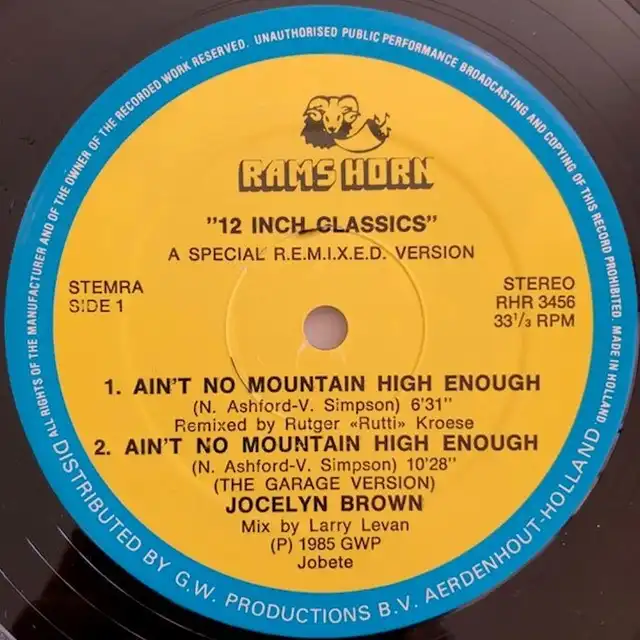 ALL RIGHTS OF THE MANUFACTURER AND OF THE OWNER OF THE RECORDED WORK RESERVED. UNAUTHORISED PUBLIC PERFORMANCE BROADCASTING AND COPYING OF THIS RECORD PROHIBITED. MADE IN HOLLAND.
RAMS HORN
"12 INCH CLASSICS"
A SPECIAL R.E.M.I.X.E.D. VERSION
STEMRA
SIDE 1
STEREO
RHR 3456
33 1/3 RPM
1. AIN'T NO MOUNTAIN HIGH ENOUGH
(N. Ashford-V. Simpson) 6'31"
Remixed by Rutger «Rutti» Kroese
2. AIN'T NO MOUNTAIN HIGH ENOUGH
(N. Ashford-V. Simpson) 10'28"
(THE GARAGE VERSION)
JOCELYN BROWN
Mix by Larry Levan
(P) 1985 GWP
Jobete
DISTRIBUTED BY G.W. PRODUCTIONS B.V. AERDENHOUT-HOLLAND